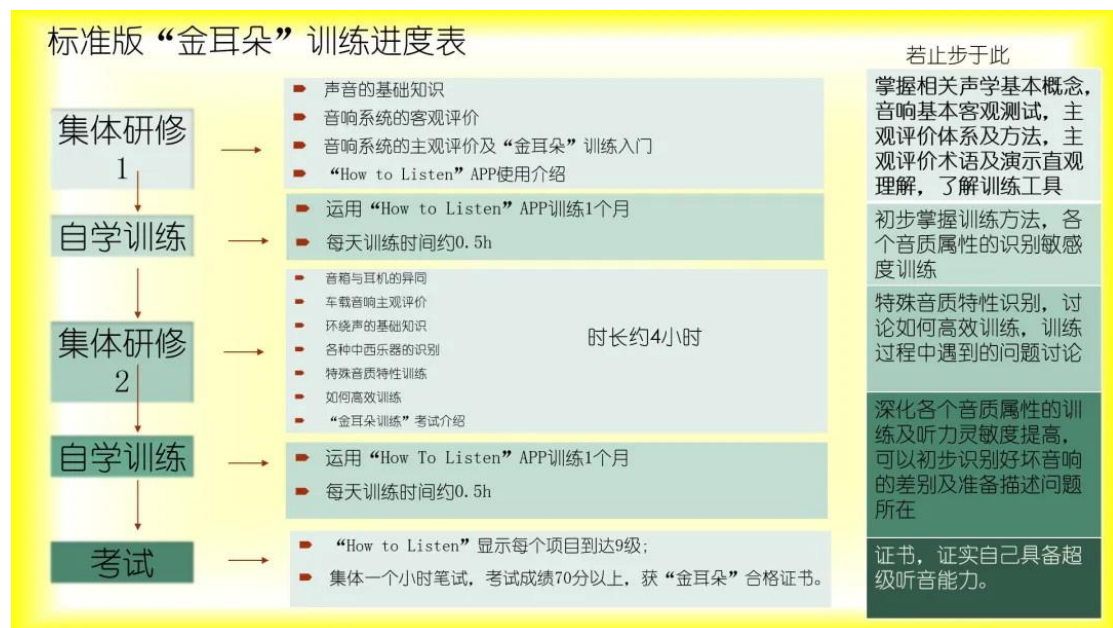 标准版“金耳朵”训练进度表
若止步于此
集体研修
1
声音的基础知识
音响系统的客观评价
音响系统的主观评价及“金耳朵”训练入门
“How to Listen”APP使用介绍
掌握相关声学基本概念,
音响基本客观测试，主
观评价体系及方法，主
观评价术语及演示直观
理解，了解训练工具
自学训练
运用“How to Listen”APP训练1个月
每天训练时间约0.5h
初步掌握训练方法，各
个音质属性的识别敏感
度训练
集体研修
2
音箱与耳机的异同
车载音响主观评价
环绕声的基础知识
各种中西乐器的识别
特殊音质特性训练
如何高效训练
“金耳朵训练”考试介绍
时长约4小时
特殊音质特性识别，讨
论如何高效训练，训练
过程中遇到的问题讨论
自学训练
运用“How To Listen”APP训练1个月
每天训练时间约0.5h
深化各个音质属性的训
练及听力灵敏度提高，
可以初步识别好坏音响
的差别及准备描述问题
所在
考试
“How to Listen”显示每个项目到达9级;
集体一个小时笔试，考试成绩70分以上，获“金耳朵”合格证书。
证书，证实自己具备超
级听音能力。